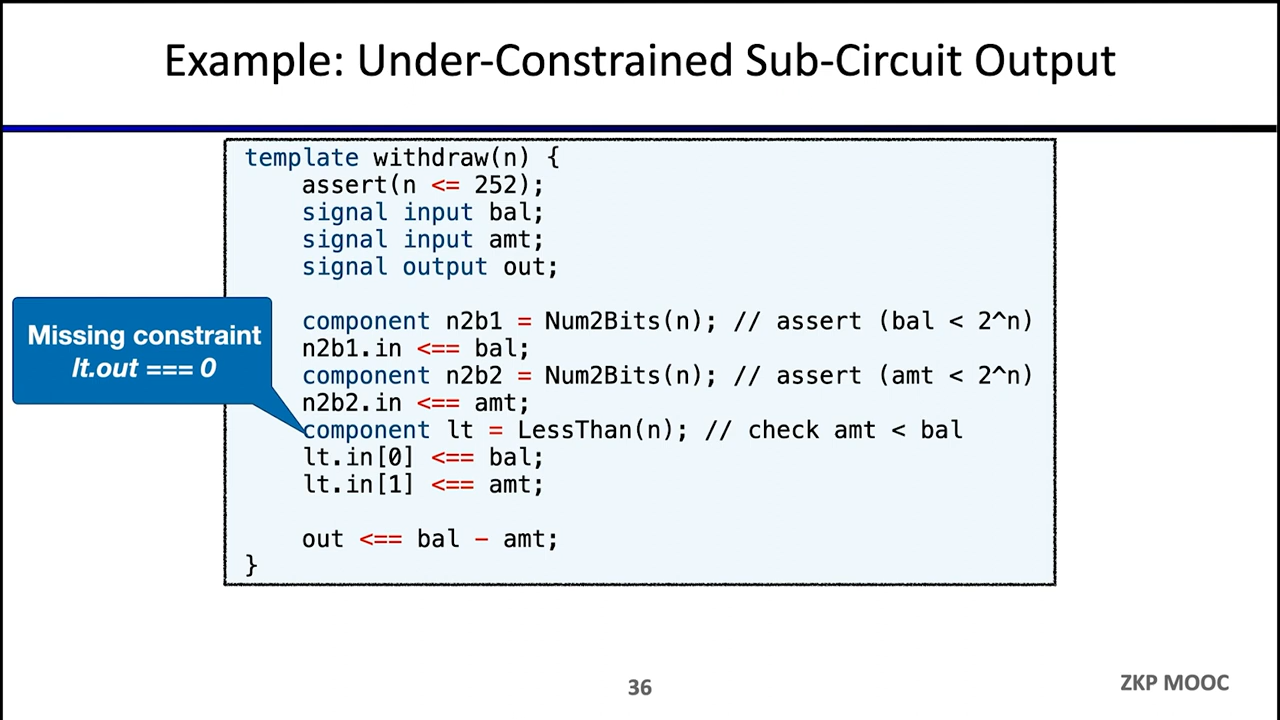 Example: Under-Constrained Sub-Circuit Output
template withdraw(n) {
    assert(n <= 252);
    signal input bal;
    signal input amt;
    signal output out;
Missing constraint
lt.out === 0
    component n2b1 = Num2Bits(n); // assert (bal < 2^n)
    n2b1.in <== bal;
    component n2b2 = Num2Bits(n); // assert (amt < 2^n)
    n2b2.in <== amt;
    component lt = LessThan(n); // check amt < bal
    lt.in[0] <== bal;
    lt.in[1] <== amt;
    out <== bal - amt;
}
36
ZKP MOOC